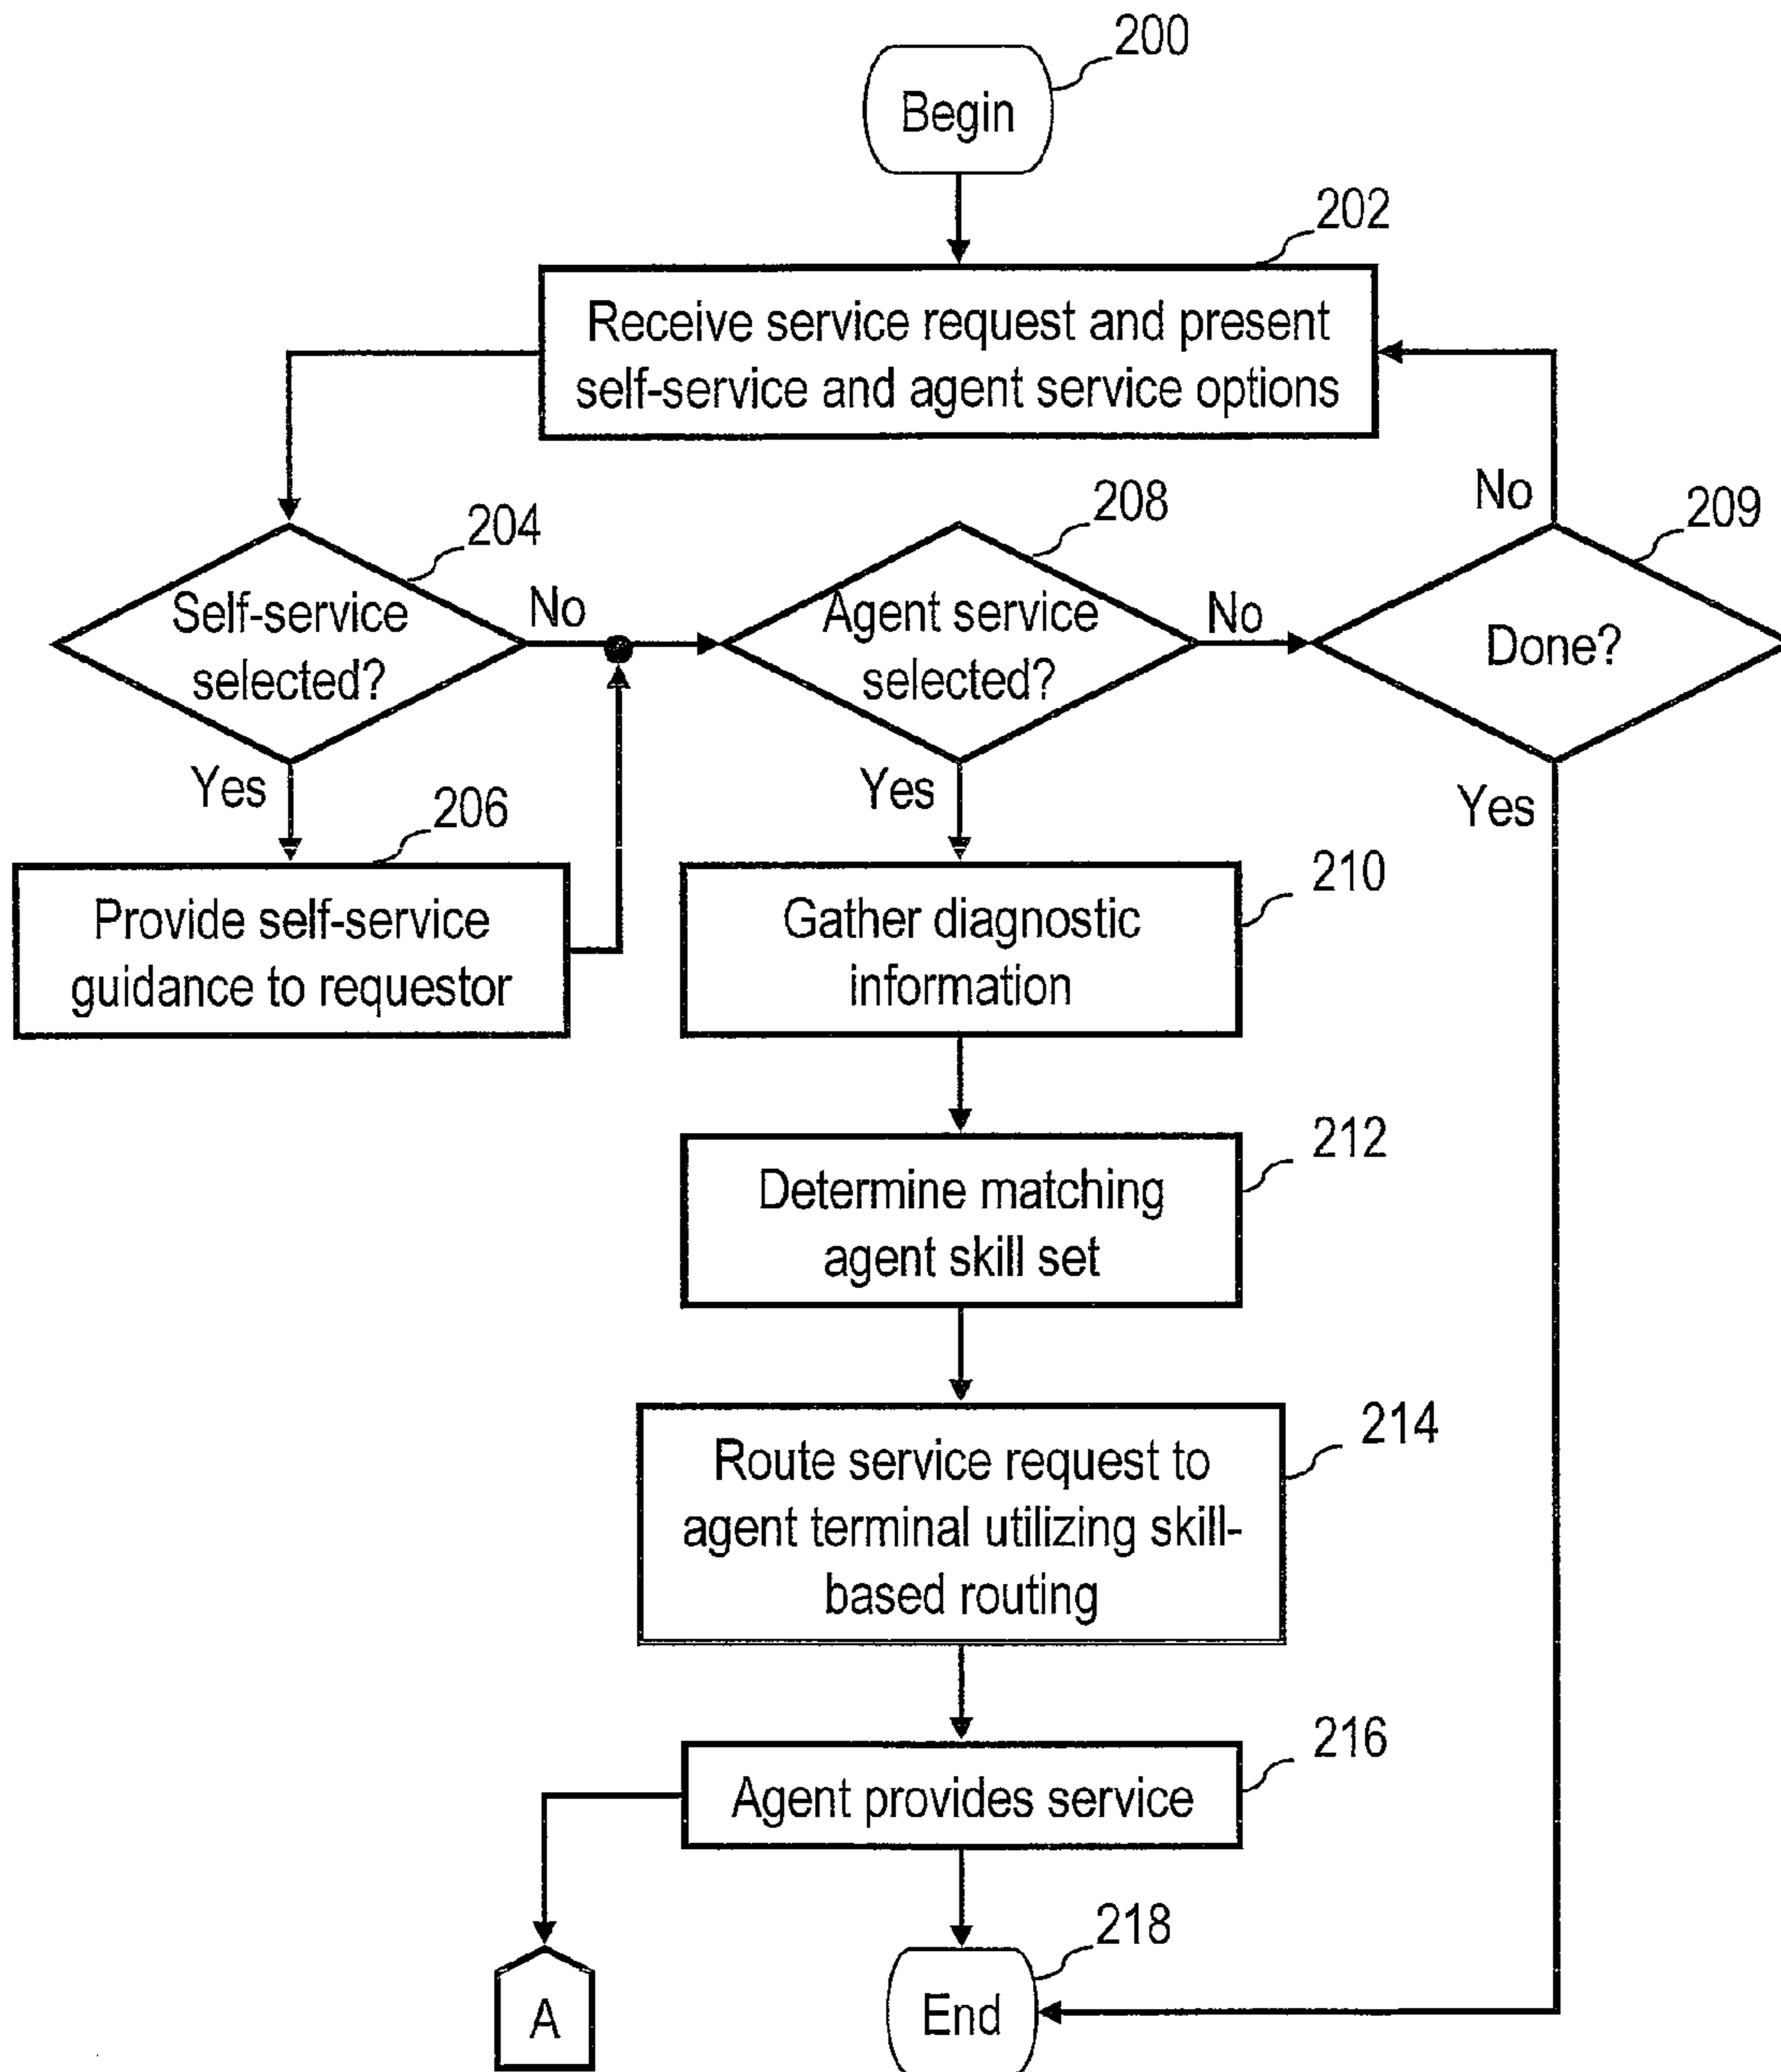 200
Begin
202
Receive service request and present
self-service and agent service options
No
204
208
209
Self-service
selected?
No
Agent service
selected?
No
Done?
Yes
206
Yes
Yes
Provide self-service
guidance to requestor
210
Gather diagnostic
information
212
Determine matching
agent skill set
214
Route service request to
agent terminal utilizing skill-
based routing
216
Agent provides service
218
A
End